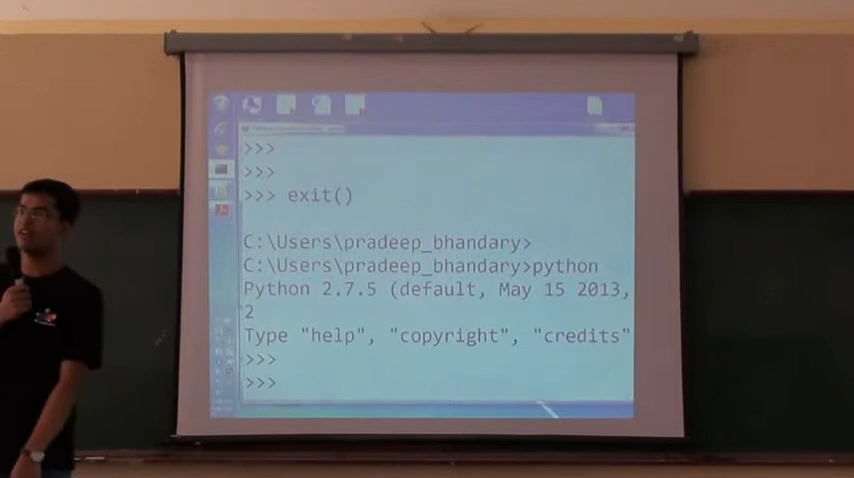 >>>
>>>
>>> exit()
C:\Users\pradeep_bhandary>
C:\Users\pradeep_bhandary>python
Python 2.7.5 (default, May 15 2013,
2
Type "help", "copyright", "credits"
>>>
>>>